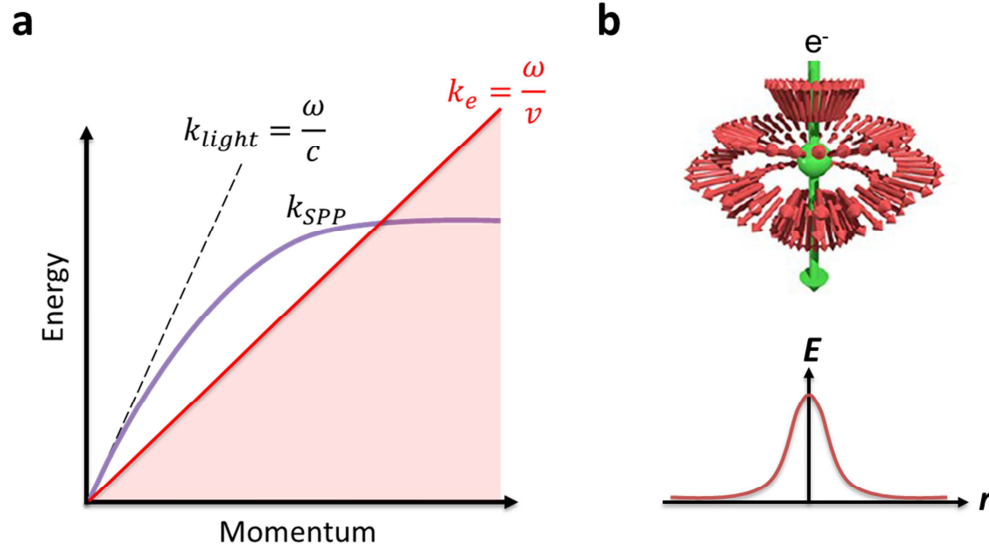 a
k_e = ω/v
k_light = ω/c
k_SPP
Energy
Momentum
b
e⁻
E
r